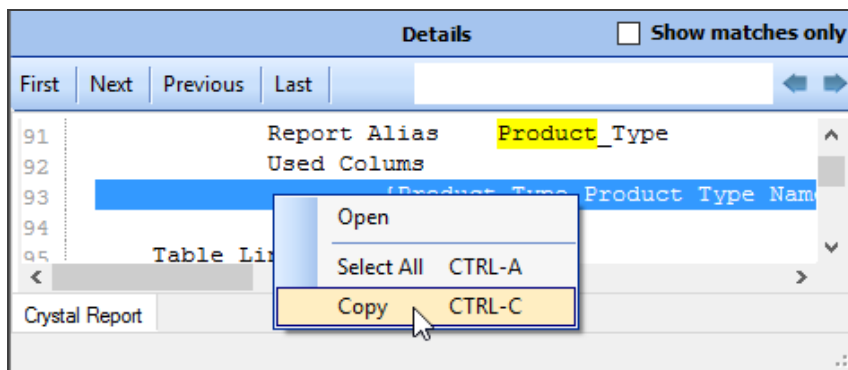 Details Show matches only
First Next Previous Last
91 Report Alias Product_Type
92 Used Colums
93 {Product_Type.Product Type Nam
94
95 Table Li
Open
Select All CTRL-A
Copy CTRL-C
Crystal Report